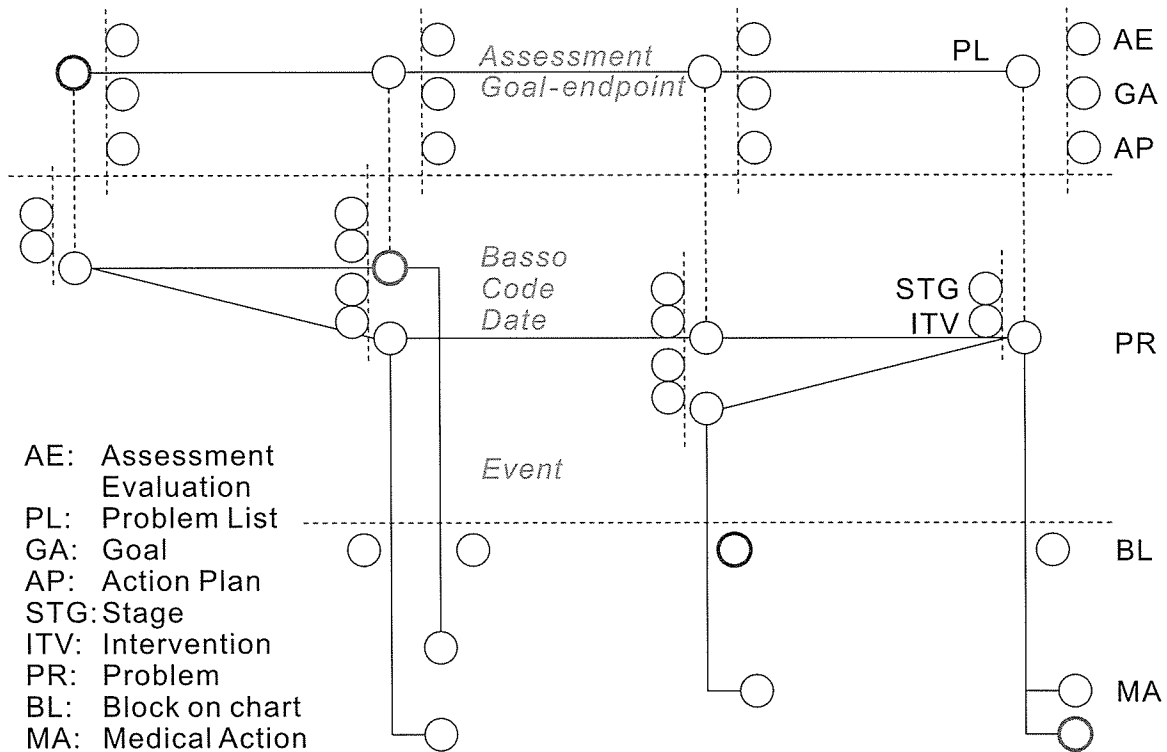 PL
AE
Assessment
Goal-endpoint
GA
AP
Basso
Code
Date
STG
ITV
PR
Event
AE: Assessment
Evaluation
PL: Problem List
GA: Goal
AP: Action Plan
STG: Stage
ITV: Intervention
PR: Problem
BL: Block on chart
MA: Medical Action
BL
MA